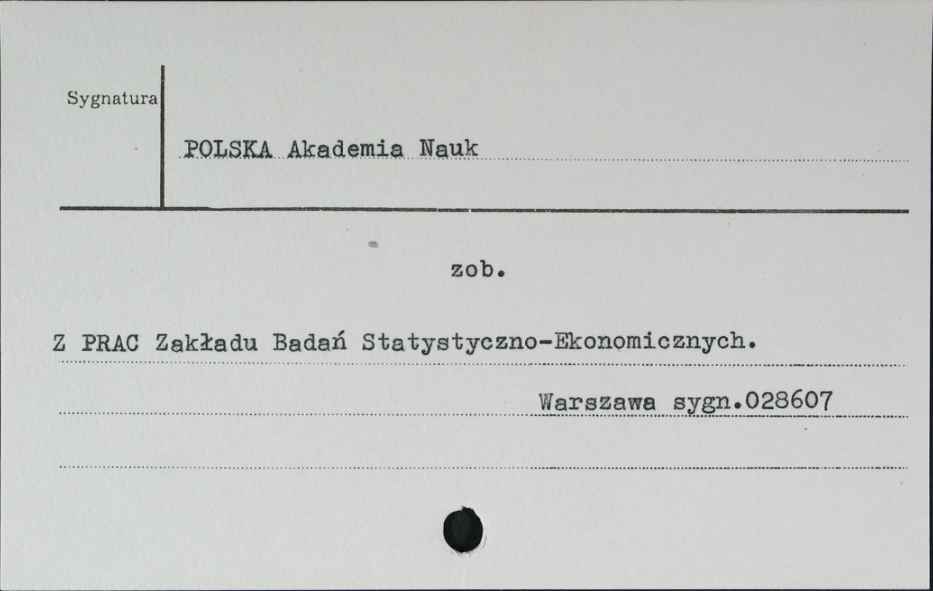 Sygnatura
POLSKA Akademia Nauk
zob.
Z PRAC Zakładu Badań Statystyczno-Ekonomicznych.
Warszawa sygn.028607